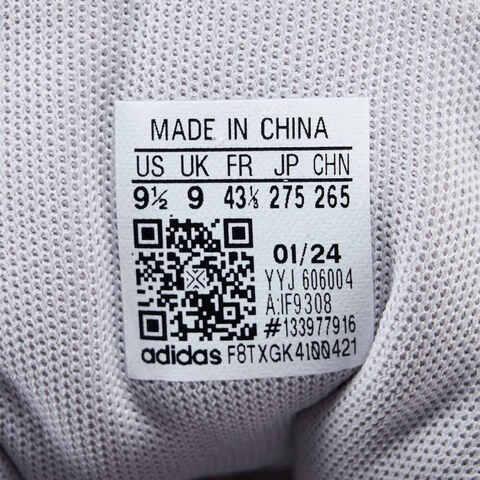 MADE IN CHINA
US UK FR JP CHN
9½ 9 43⅓ 275 265
01/24
YYJ 606004
A:IF9308
#133977916
adidas F8TXGK4100421